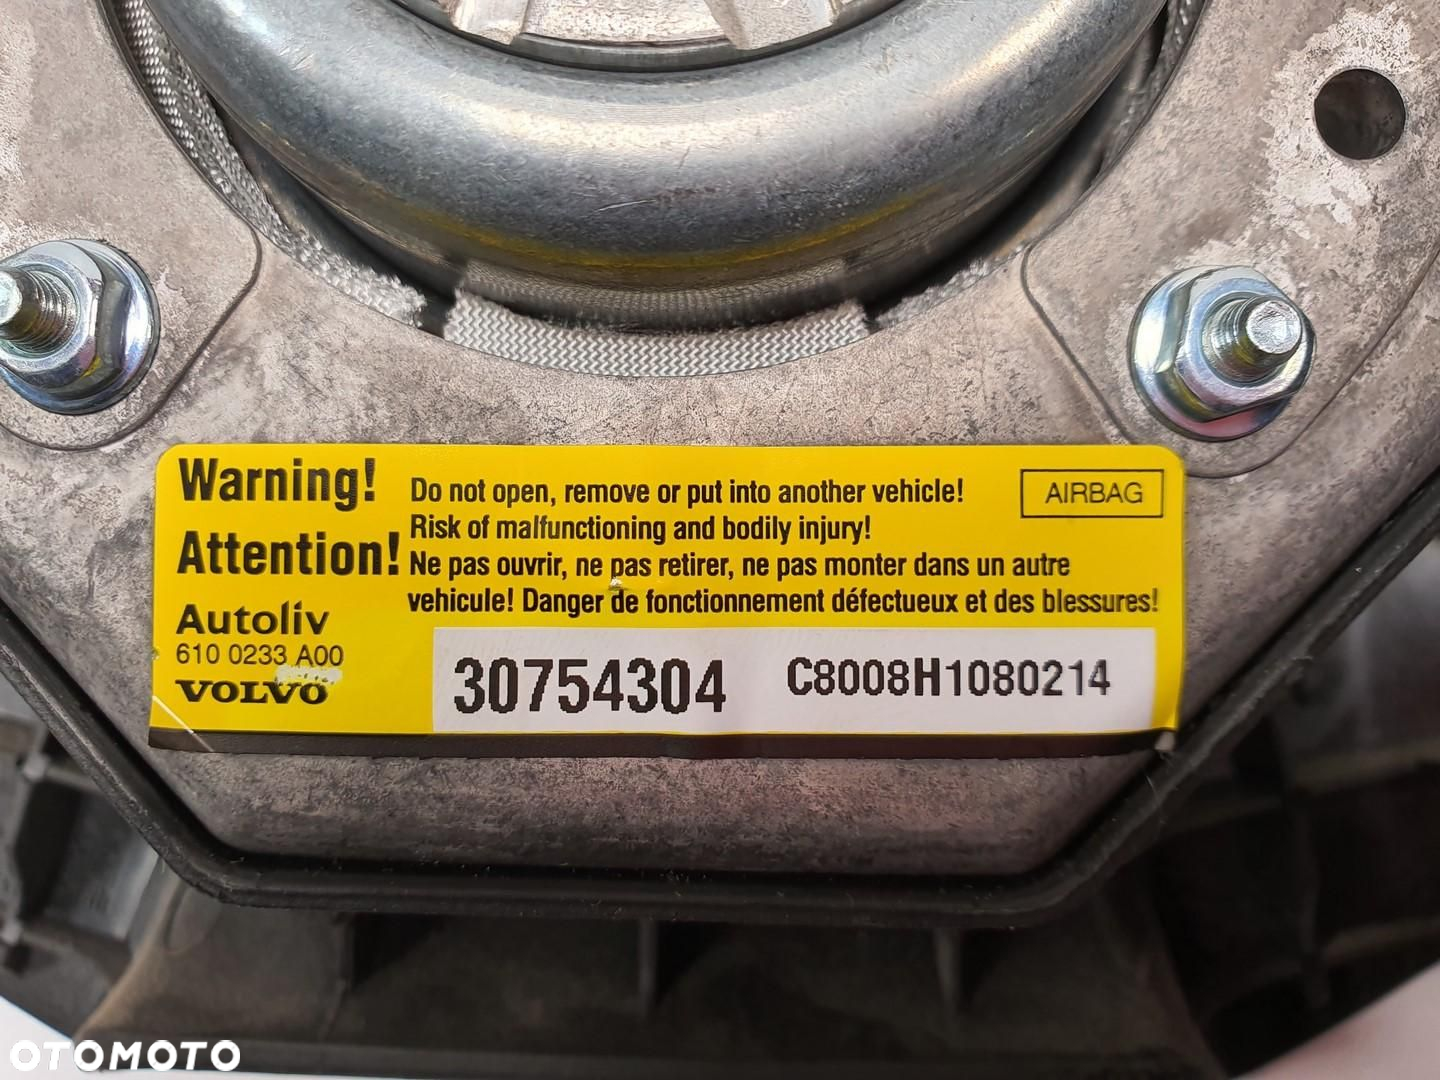 Warning!
Do not open, remove or put into another vehicle!
AIRBAG
Risk of malfunctioning and bodily injury!
Attention!
Ne pas ouvrir, ne pas retirer, ne pas monter dans un autre
vehicule! Danger de fonctionnement défectueux et des blessures!
Autoliv
610 0233 A00
VOLVO
30754304
C8008H1080214
OTOMOTO